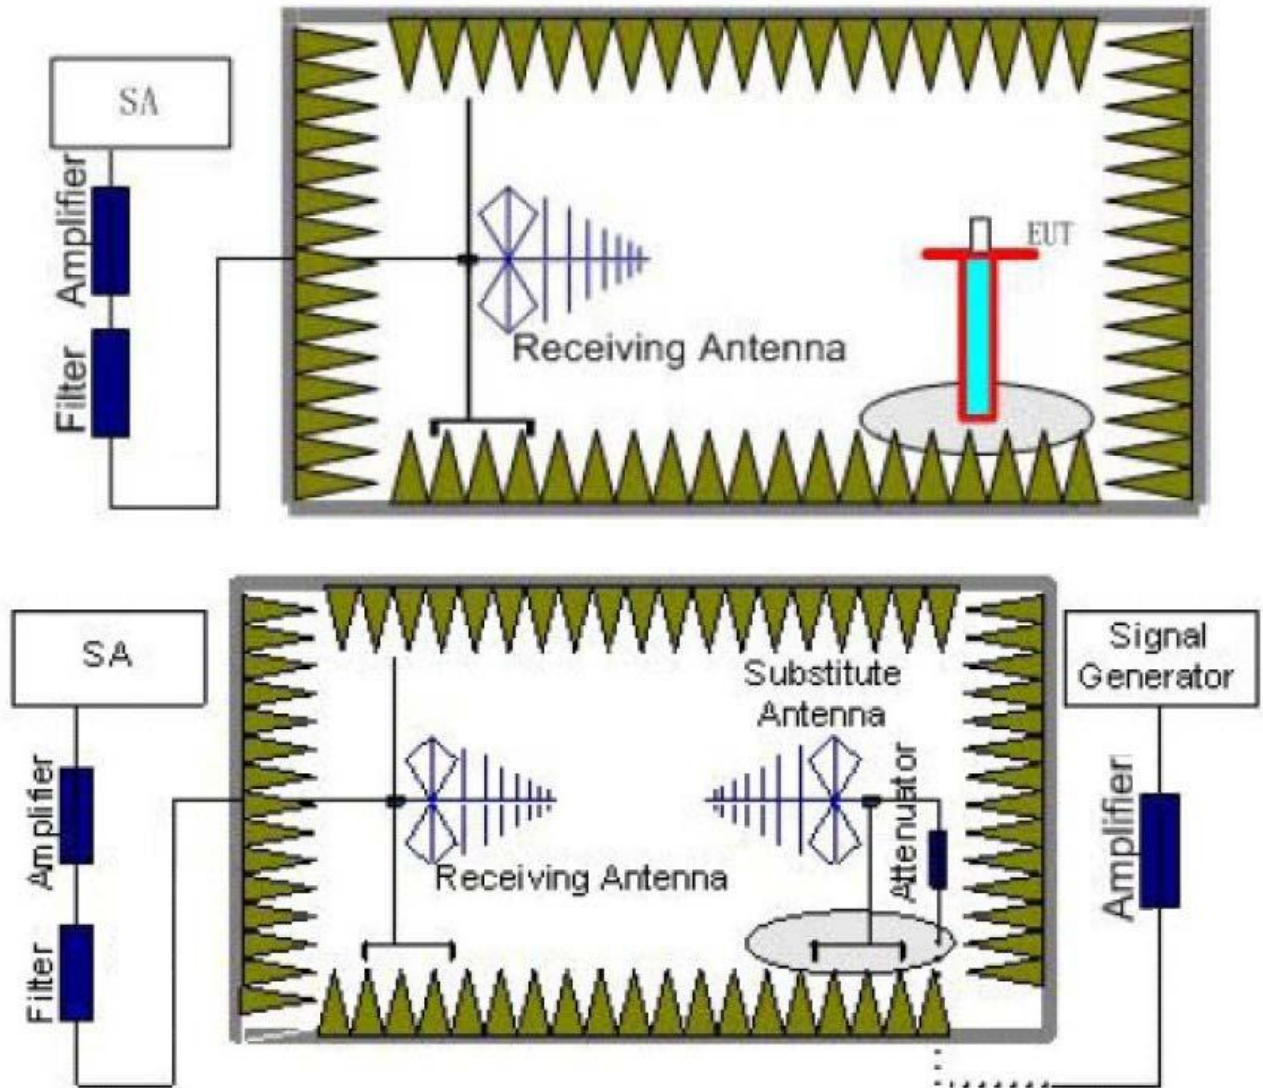 SA
Amplifier
Filter
EUT
Receiving Antenna
SA
Amplifier
Filter
Receiving Antenna
Substitute
Antenna
Attenuator
Signal
Generator
Amplifier